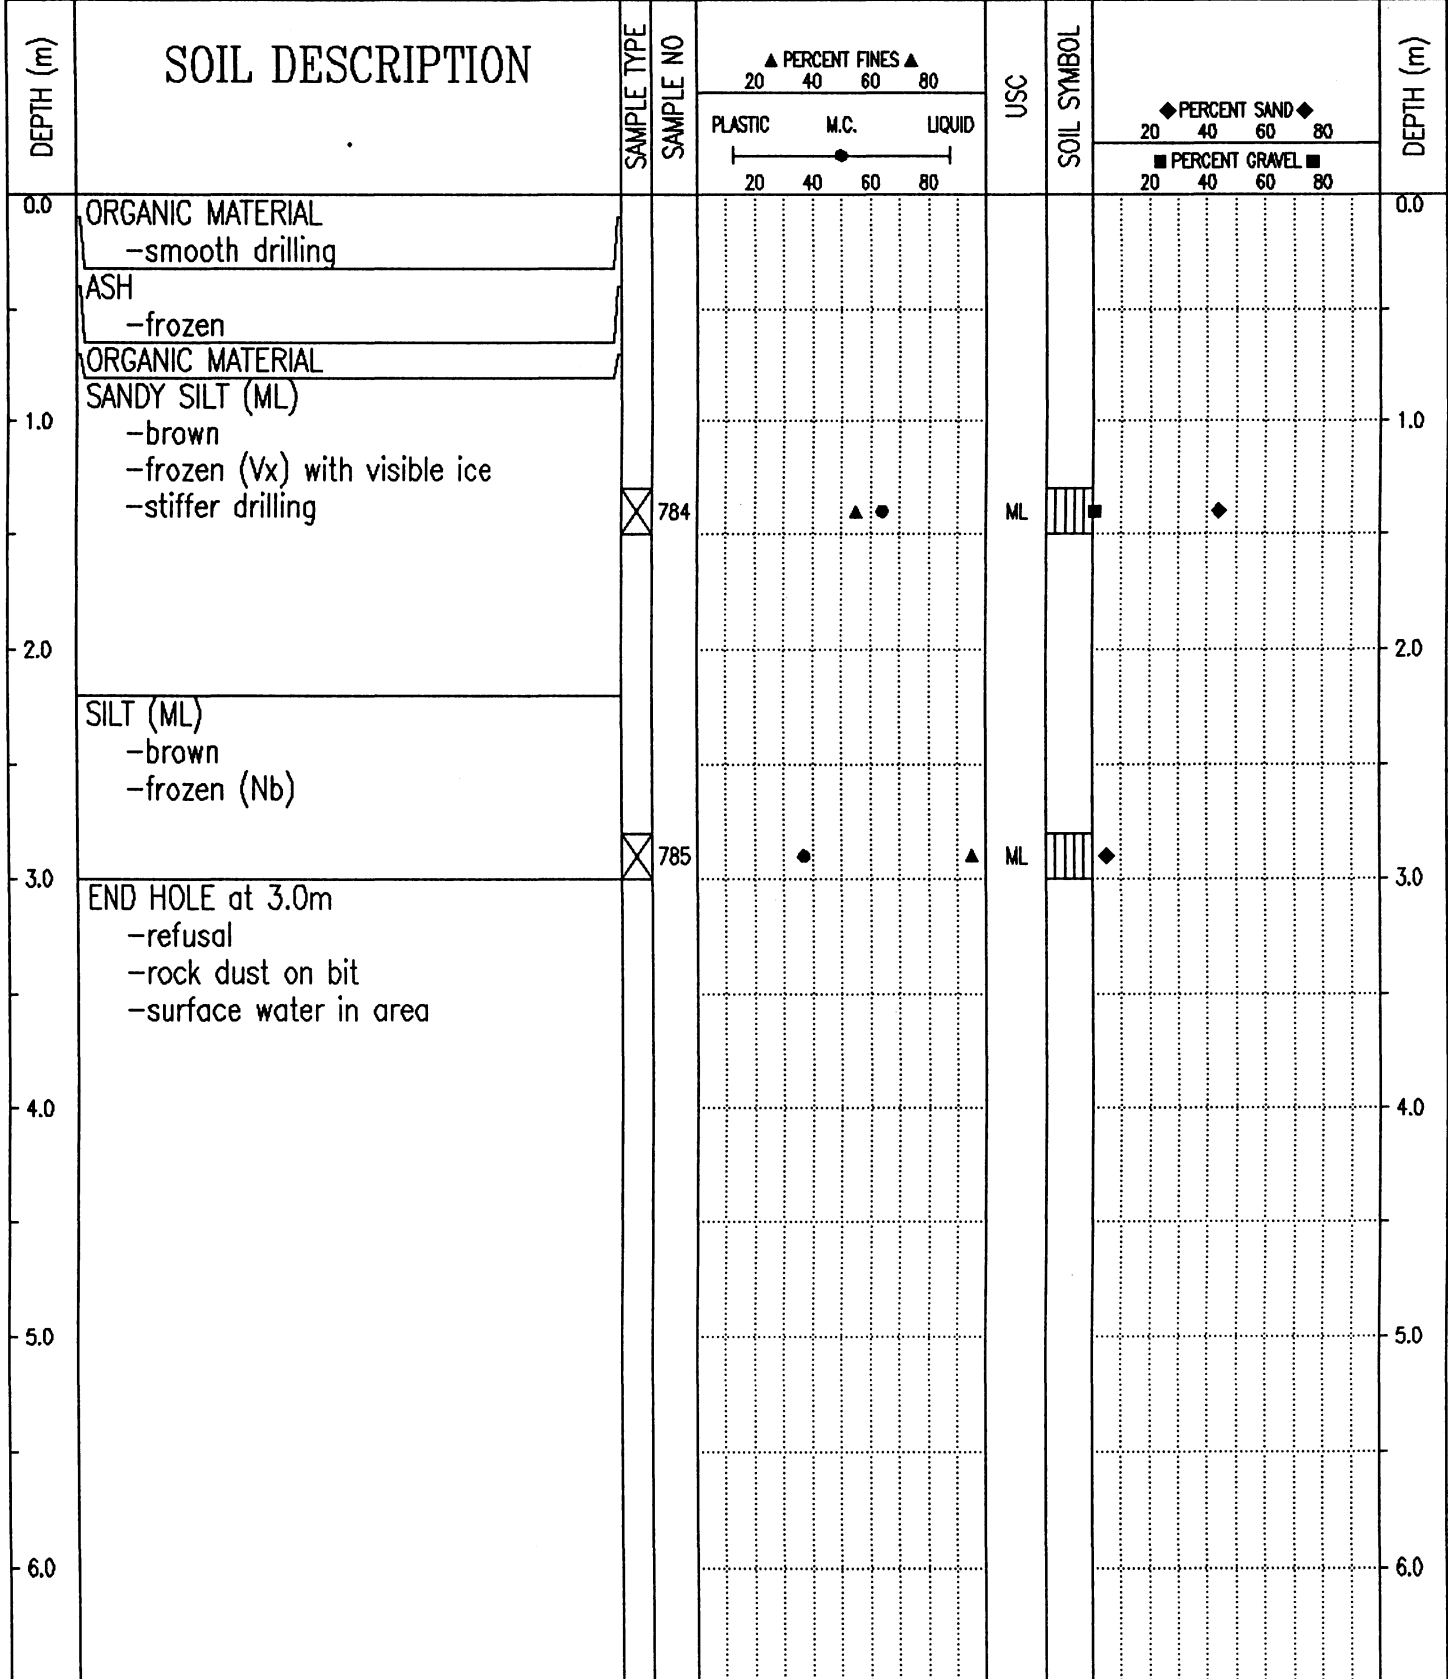 DEPTH (m)
SOIL DESCRIPTION
SAMPLE TYPE
SAMPLE NO
▲ PERCENT FINES ▲
20 40 60 80
PLASTIC M.C. LIQUID
20 40 60 80
USC
SOIL SYMBOL
◆ PERCENT SAND ◆
20 40 60 80
■ PERCENT GRAVEL ■
20 40 60 80
DEPTH (m)
0.0
ORGANIC MATERIAL
0.0
-smooth drilling
ASH
-frozen
ORGANIC MATERIAL
SANDY SILT (ML)
1.0
1.0
-brown
-frozen (Vx) with visible ice
-stiffer drilling
784
ML
2.0
2.0
SILT (ML)
-brown
-frozen (Nb)
785
ML
3.0
3.0
END HOLE at 3.0m
-refusal
-rock dust on bit
-surface water in area
4.0
4.0
5.0
5.0
6.0
6.0